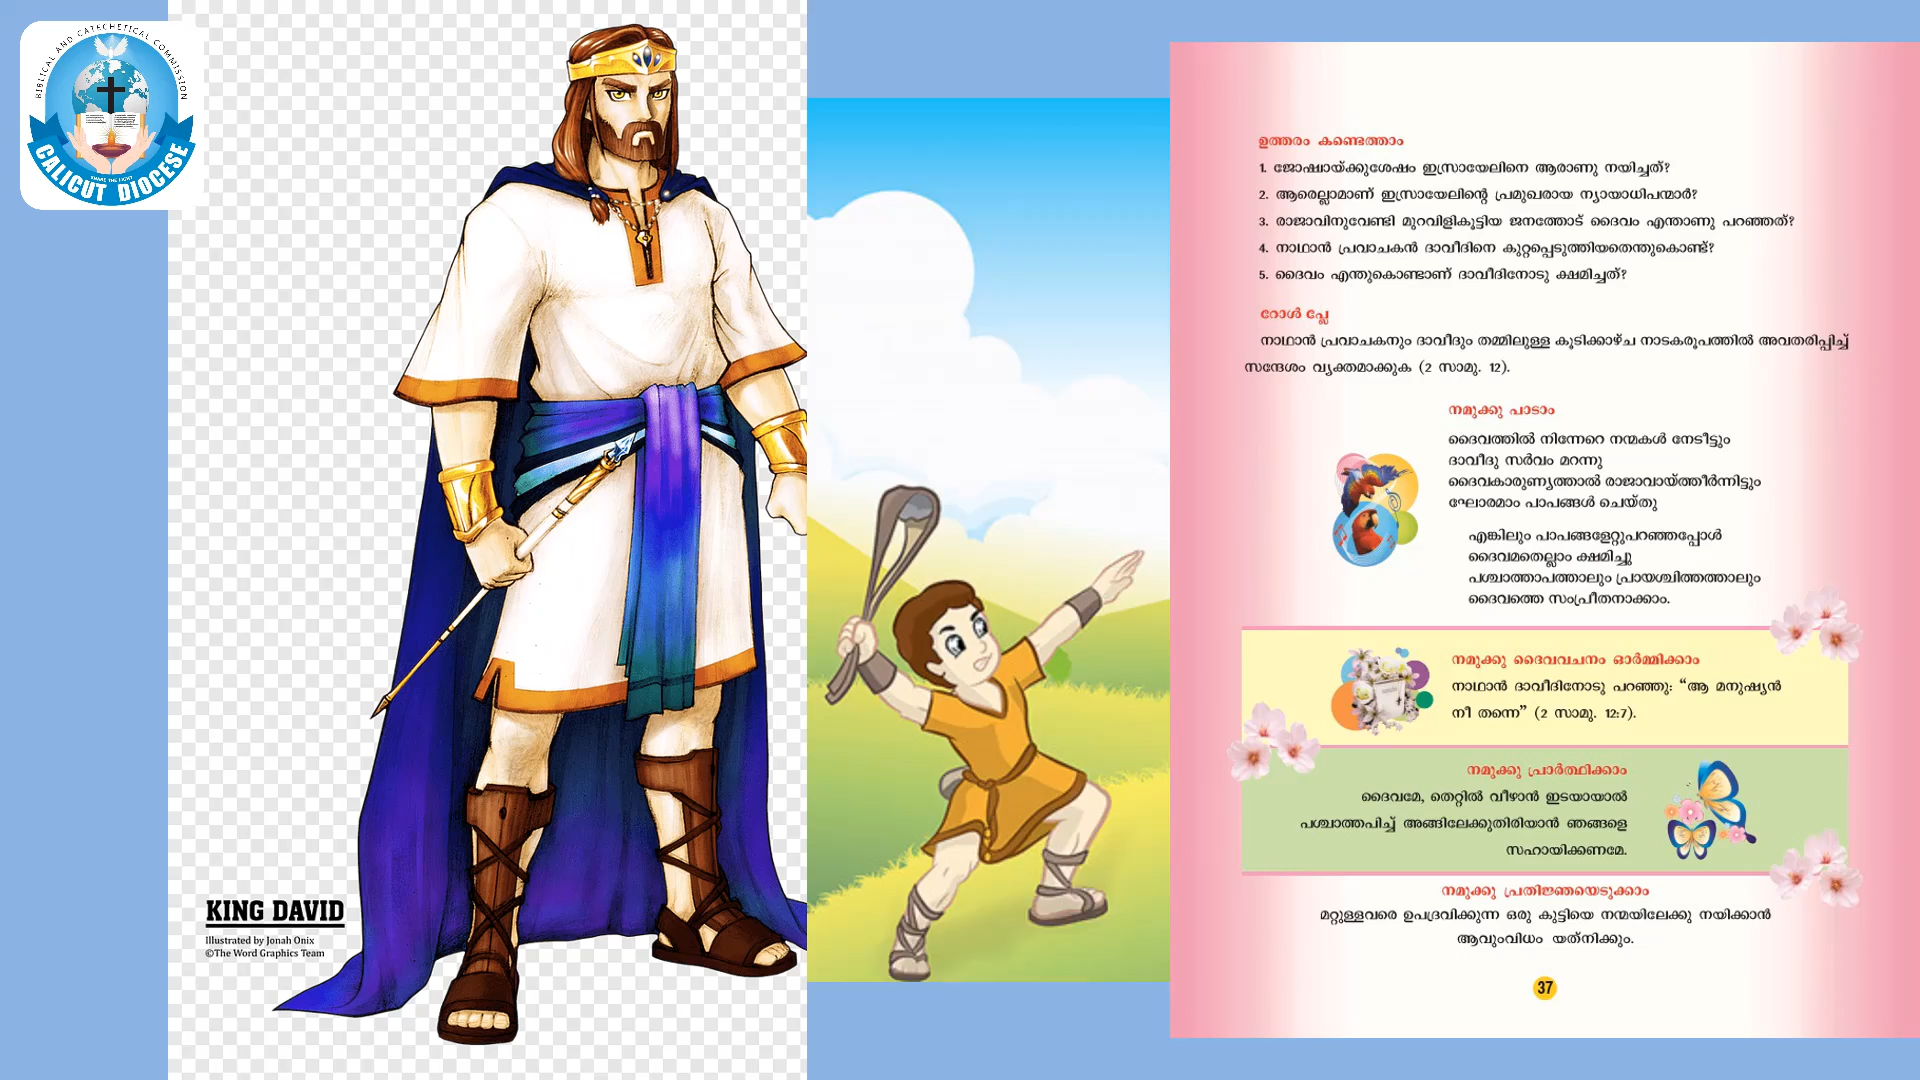 BIBLICAL AND CATECHETICAL COMMISSION
SHARE THE LIGHT
CALICUT DIOCESE
KING DAVID
Illustrated by Jonah Onix
©The Word Graphics Team
ഉത്തരം കണ്ടെത്താം
1. ജോഷ്വായ്ക്കുശേഷം ഇസ്രായേലിനെ ആരാണു നയിച്ചത്?
2. ആരെല്ലാമാണ് ഇസ്രായേലിന്റെ പ്രമുഖരായ ന്യായാധിപന്മാർ?
3. രാജാവിനുവേണ്ടി മുറവിളികൂട്ടിയ ജനത്തോട് ദൈവം എന്താണു പറഞ്ഞത്?
4. നാഥാൻ പ്രവാചകൻ ദാവീദിനെ കുറ്റപ്പെടുത്തിയതെന്തുകൊണ്ട്?
5. ദൈവം എന്തുകൊണ്ടാണ് ദാവീദിനോടു ക്ഷമിച്ചത്?
റോൾ പ്ലേ
നാഥാൻ പ്രവാചകനും ദാവീദും തമ്മിലുള്ള കൂടിക്കാഴ്ച നാടകരൂപത്തിൽ അവതരിപ്പിച്ച്
സന്ദേശം വ്യക്തമാക്കുക (2 സാമു. 12).
നമുക്കു പാടാം
ദൈവത്തിൽ നിന്നേറെ നന്മകൾ നേടീട്ടും
ദാവീദു സർവം മറന്നു
ദൈവകാരുണ്യത്താൽ രാജാവായ്ത്തീർന്നിട്ടും
ഘോരമാം പാപങ്ങൾ ചെയ്തു
എങ്കിലും പാപങ്ങളേറ്റുപറഞ്ഞപ്പോൾ
ദൈവമതെല്ലാം ക്ഷമിച്ചു
പശ്ചാത്താപത്താലും പ്രായശ്ചിത്തത്താലും
ദൈവത്തെ സംപ്രീതനാക്കാം.
നമുക്കു ദൈവവചനം ഓർമ്മിക്കാം
നാഥാൻ ദാവീദിനോടു പറഞ്ഞു: “ആ മനുഷ്യൻ
നീ തന്നെ” (2 സാമു. 12:7).
നമുക്കു പ്രാർത്ഥിക്കാം
ദൈവമേ, തെറ്റിൽ വീഴാൻ ഇടയായാൽ
പശ്ചാത്തപിച്ച് അങ്ങിലേക്കുതിരിയാൻ ഞങ്ങളെ
സഹായിക്കണമേ.
നമുക്കു പ്രതിജ്ഞയെടുക്കാം
മറ്റുള്ളവരെ ഉപദ്രവിക്കുന്ന ഒരു കുട്ടിയെ നന്മയിലേക്കു നയിക്കാൻ
ആവുംവിധം യത്നിക്കും.
37